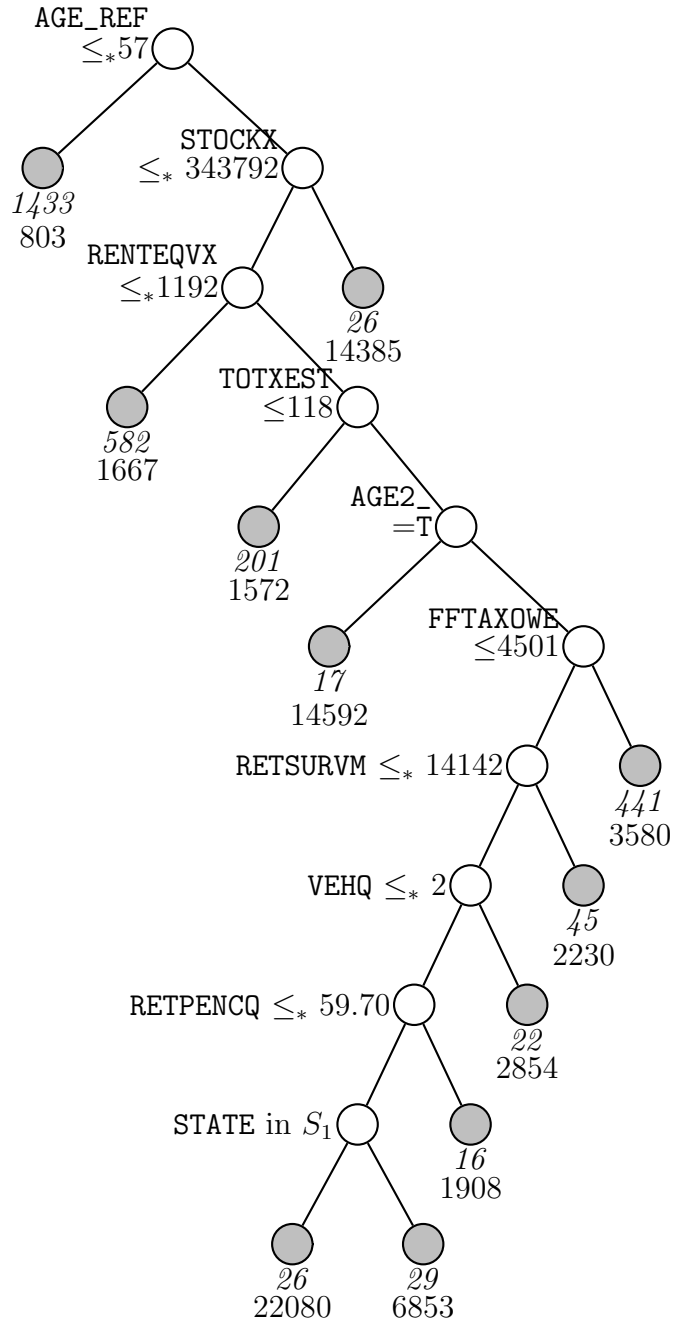 AGE_REF
≤*57
STOCKX
≤* 343792
1433
803
RENTEQVX
≤*1192
26
14385
TOTXEST
≤118
582
1667
AGE2_
=T
201
1572
FFTAXOWE
≤4501
17
14592
RETSURVM ≤* 14142
441
3580
VEHQ ≤* 2
45
2230
RETPENCQ ≤* 59.70
22
2854
STATE in S1
16
1908
26
22080
29
6853